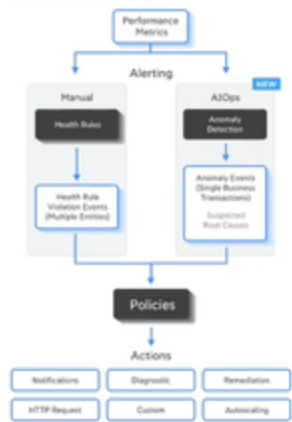 Performance
Metrics
Alerting
NEW
Manual
AIOps
Health Rules
Anomaly
Detection
Health Rule
Violation Events
(Multiple Entities)
Anomaly Events
(Single Business
Transactions)
Suspected
Root Causes
Policies
Actions
Notifications
Diagnostic
Remediation
HTTP Request
Custom
Autoscaling